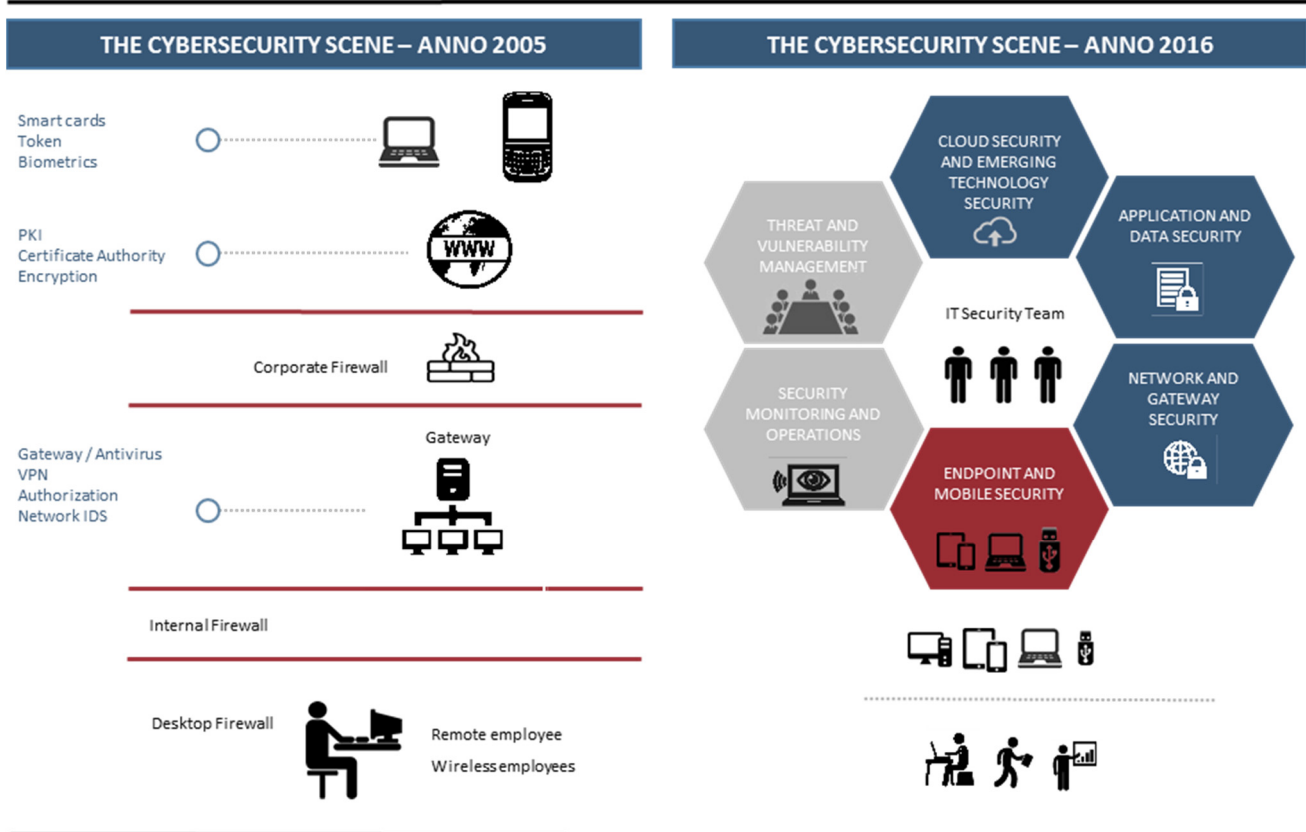 THE CYBERSECURITY SCENE – ANNO 2005
Smart cards
Token
Biometrics
PKI
Certificate Authority
Encryption
WWW
Corporate Firewall
Gateway
Gateway / Antivirus
VPN
Authorization
Network IDS
Internal Firewall
Desktop Firewall
Remote employee
Wireless employees
THE CYBERSECURITY SCENE – ANNO 2016
CLOUD SECURITY
AND EMERGING
TECHNOLOGY
SECURITY
THREAT AND
VULNERABILITY
MANAGEMENT
APPLICATION AND
DATA SECURITY
IT Security Team
SECURITY
MONITORING AND
OPERATIONS
NETWORK AND
GATEWAY
SECURITY
ENDPOINT AND
MOBILE SECURITY